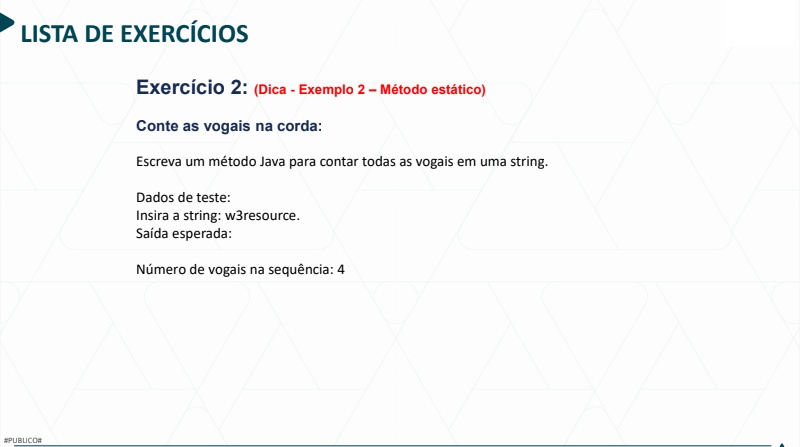 LISTA DE EXERCÍCIOS
Exercício 2: (Dica - Exemplo 2 – Método estático)
Conte as vogais na corda:
Escreva um método Java para contar todas as vogais em uma string.
Dados de teste:
Insira a string: w3resource.
Saída esperada:
Número de vogais na sequência: 4
#PUBLICO#